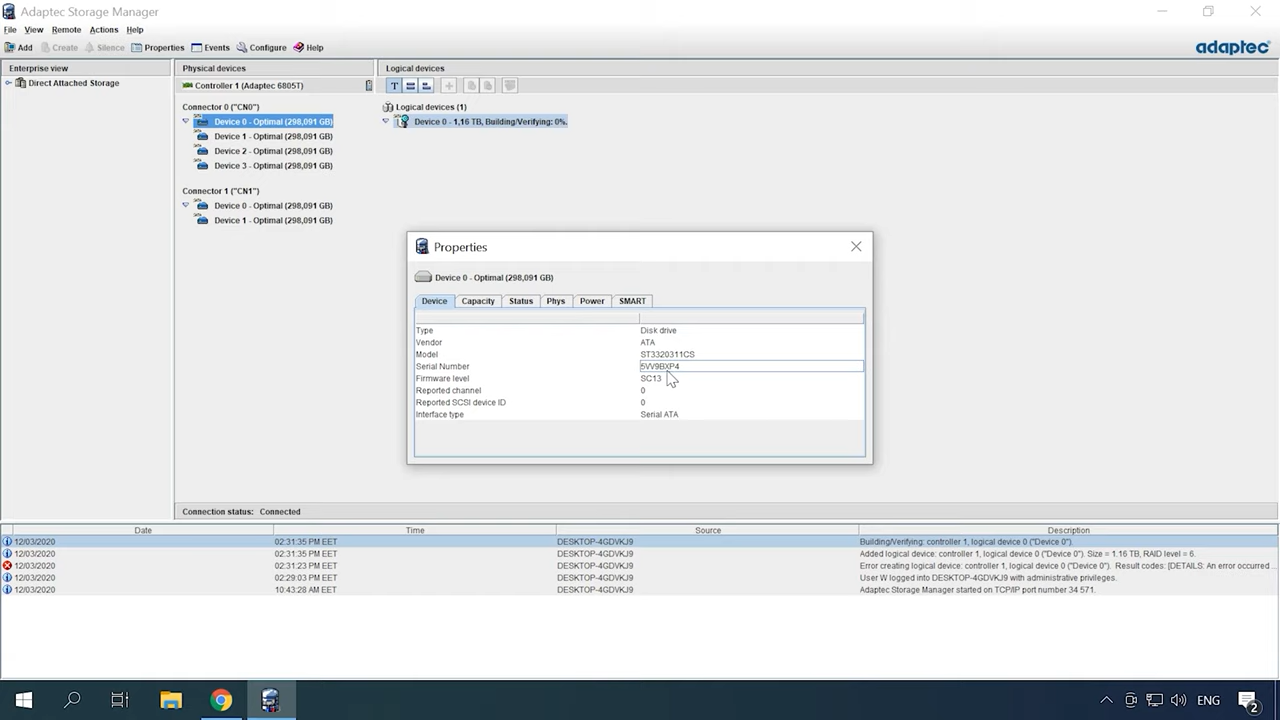 Adaptec Storage Manager
File View Remote Actions Help
Add Create Silence Properties Events Configure Help
adaptec
Enterprise view
Direct Attached Storage
Physical devices
Controller 1 (Adaptec 6805T)
Connector 0 ("CN0")
Device 0 - Optimal (298,091 GB)
Device 1 - Optimal (298,091 GB)
Device 2 - Optimal (298,091 GB)
Device 3 - Optimal (298,091 GB)
Connector 1 ("CN1")
Device 0 - Optimal (298,091 GB)
Device 1 - Optimal (298,091 GB)
Logical devices
T
Logical devices (1)
Device 0 - 1,16 TB, Building/Verifying: 0%.
Properties
Device 0 - Optimal (298,091 GB)
Device Capacity Status Phys Power SMART
Type Disk drive
Vendor ATA
Model ST3320311CS
Serial Number 5VV9BXP4
Firmware level SC13
Reported channel 0
Reported SCSI device ID 0
Interface type Serial ATA
Connection status: Connected
Date Time Source Description
12/03/2020 02:31:35 PM EET DESKTOP-4GDVKJ9 Building/Verifying: controller 1, logical device 0 ("Device 0").
12/03/2020 02:31:35 PM EET DESKTOP-4GDVKJ9 Added logical device: controller 1, logical device 0 ("Device 0"). Size = 1.16 TB, RAID level = 6.
12/03/2020 02:31:23 PM EET DESKTOP-4GDVKJ9 Error creating logical device: controller 1, logical device 0 ("Device 0"). Result codes: [DETAILS: An error occurred ...
12/03/2020 02:29:03 PM EET DESKTOP-4GDVKJ9 User W logged into DESKTOP-4GDVKJ9 with administrative privileges.
12/03/2020 10:43:28 AM EET DESKTOP-4GDVKJ9 Adaptec Storage Manager started on TCP/IP port number 34 571.
ENG
2